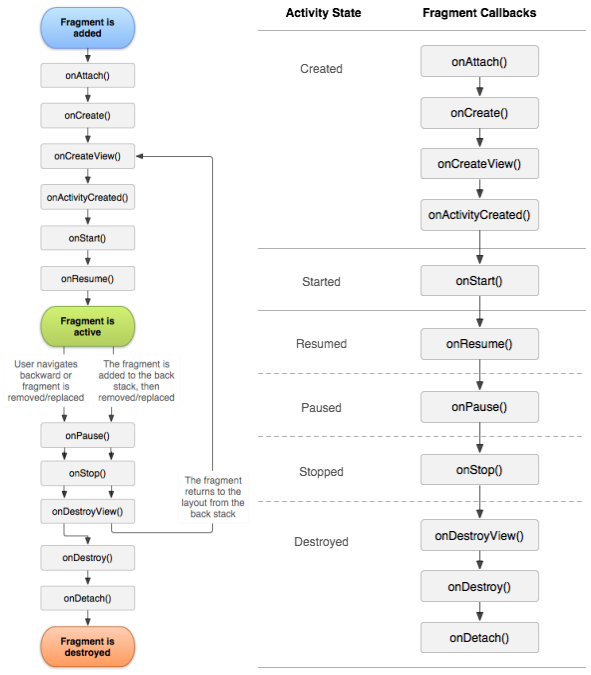 Fragment is
added
onAttach()
onCreate()
onCreateView()
onActivityCreated()
onStart()
onResume()
Fragment is
active
User navigates
backward or
fragment is
removed/replaced
The fragment is
added to the back
stack, then
removed/replaced
onPause()
onStop()
onDestroyView()
The fragment
returns to the
layout from the
back stack
onDestroy()
onDetach()
Fragment is
destroyed
Activity State Fragment Callbacks
Created
onAttach()
onCreate()
onCreateView()
onActivityCreated()
Started onStart()
Resumed onResume()
Paused onPause()
Stopped onStop()
Destroyed onDestroyView()
onDestroy()
onDetach()